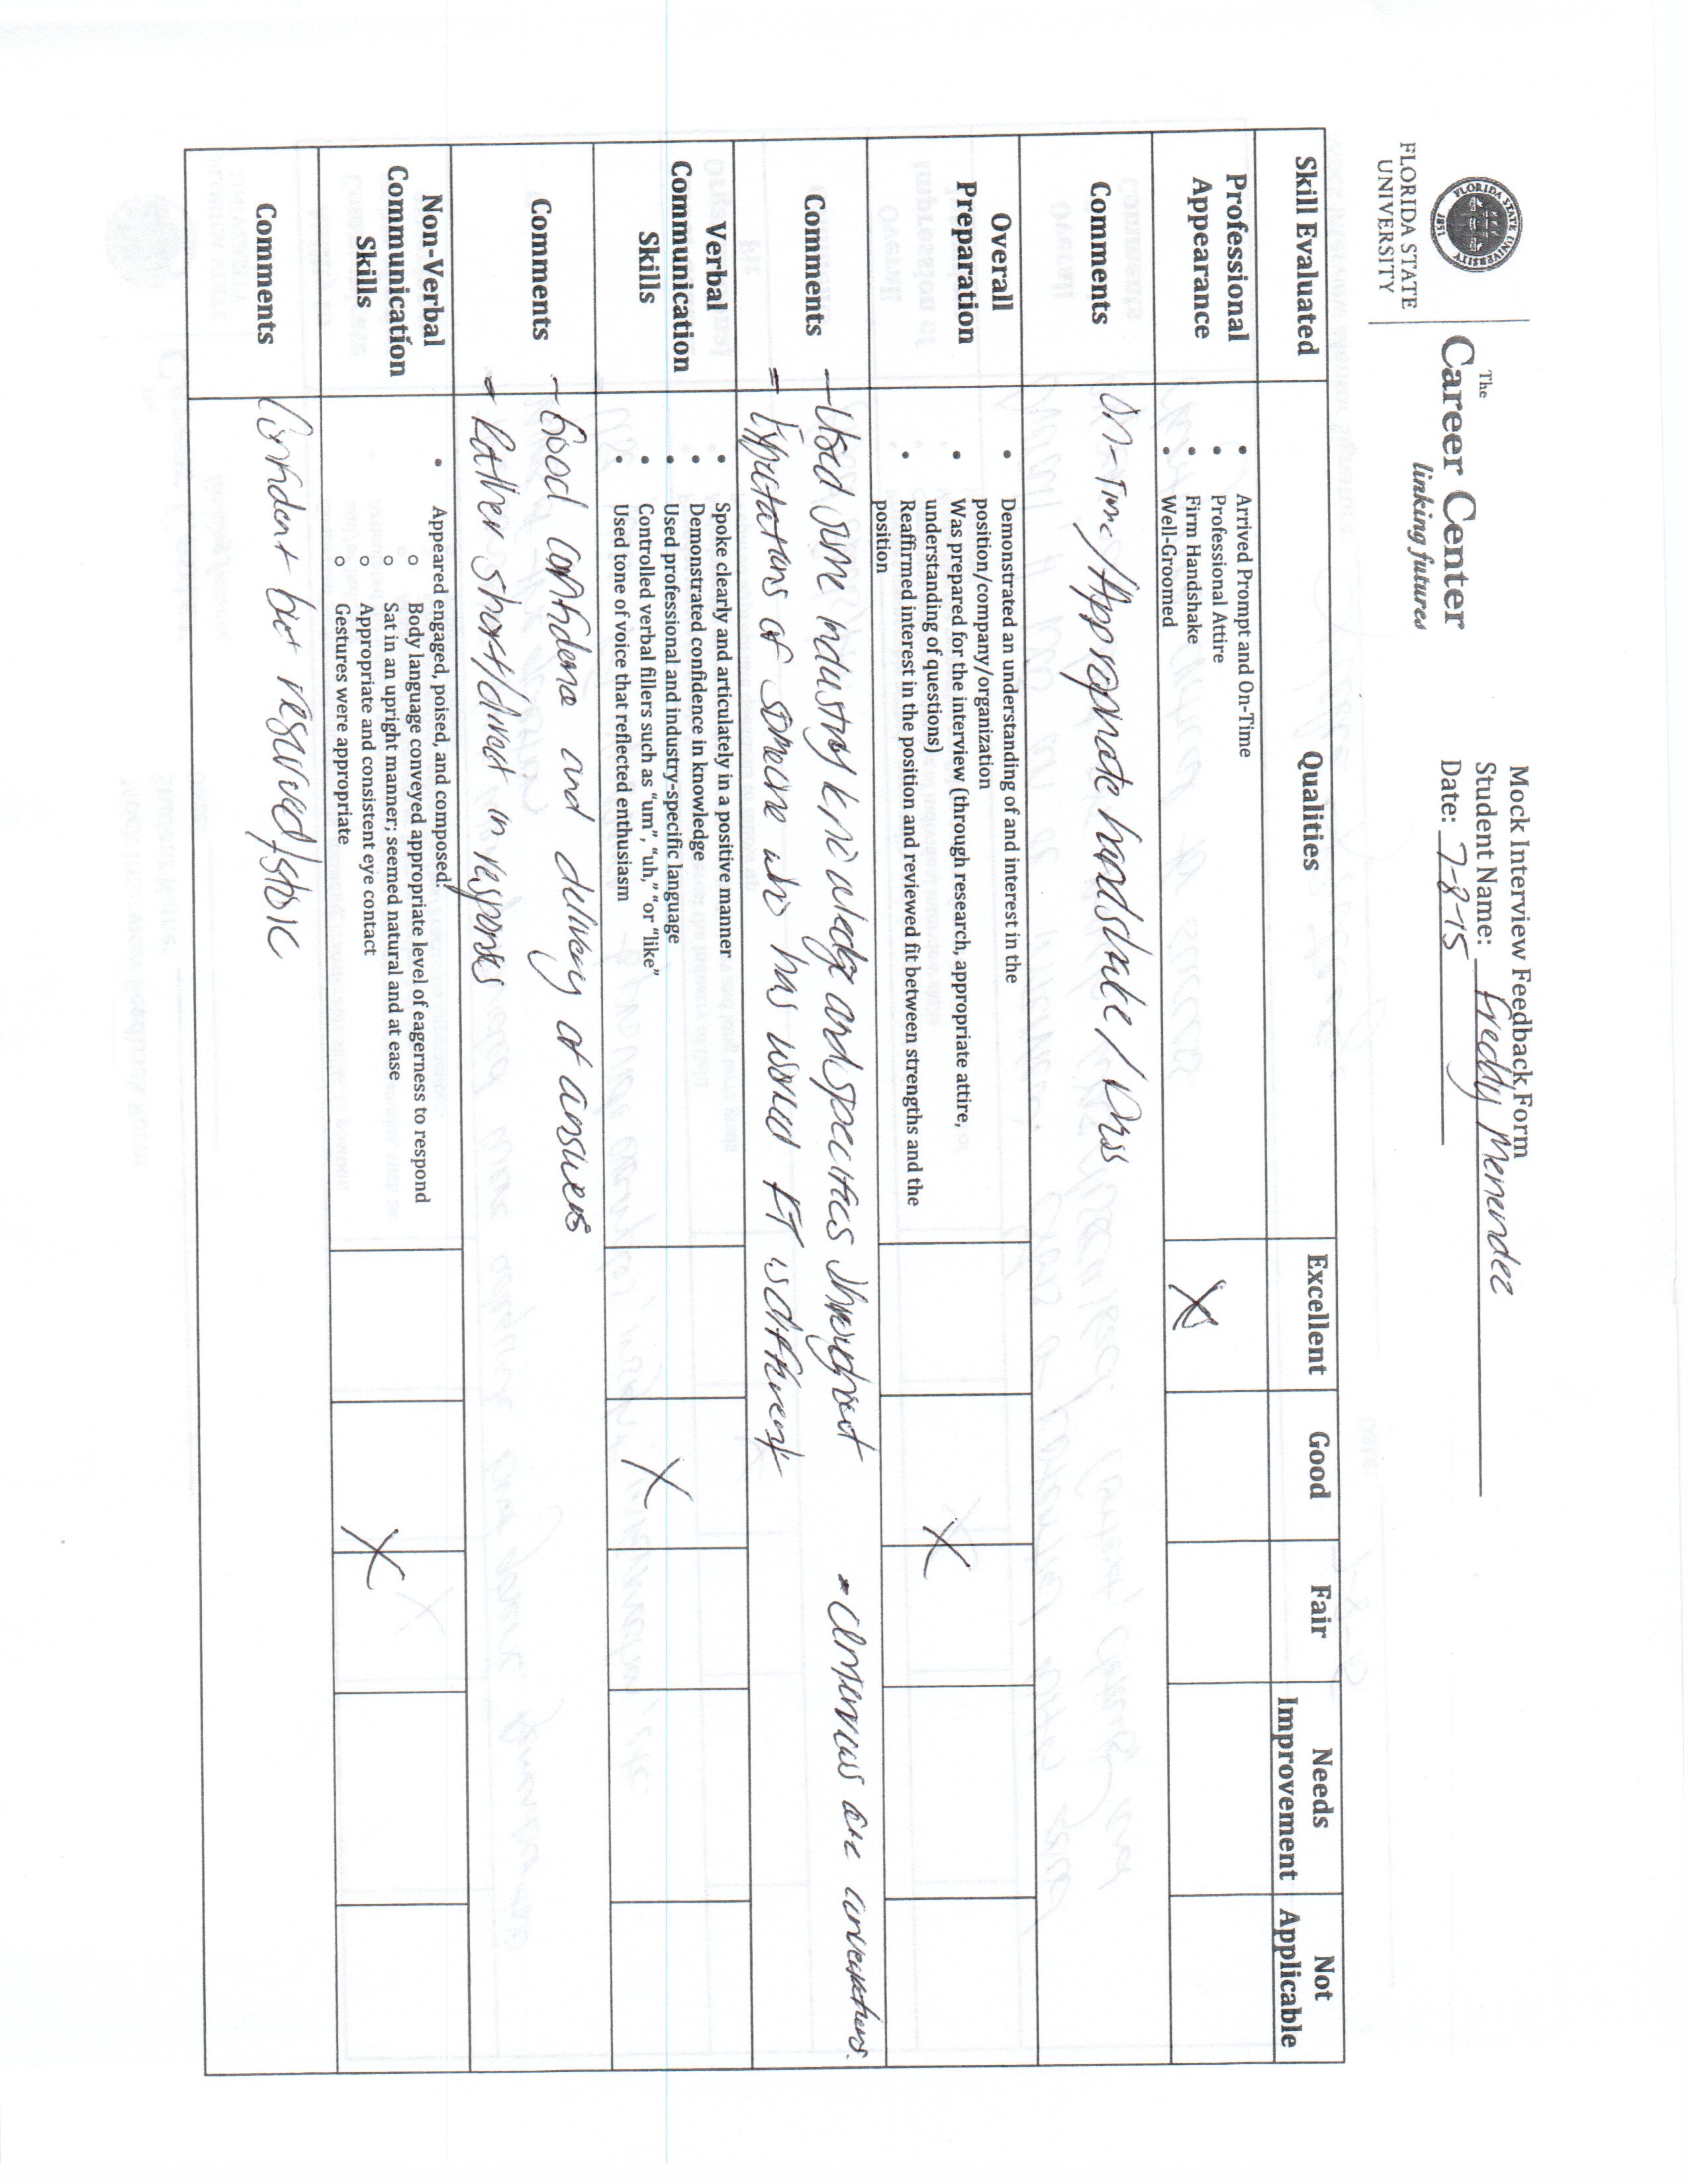 FLORIDA STATE UNIVERSITY 1851
FLORIDA STATE
UNIVERSITY
The
Career Center
linking futures
Mock Interview Feedback Form
Student Name: Freddy Menendez
Date: 7-8-15
Skill Evaluated Qualities Excellent Good Fair Needs Improvement Not Applicable
Professional
Appearance
• Arrived Prompt and On-Time
• Professional Attire
• Firm Handshake
• Well-Groomed
X
Comments
On-Time/Appropriate handshake/Dress
Overall
Preparation
• Demonstrated an understanding of and interest in the
position/company/organization
• Was prepared for the interview (through research, appropriate attire,
understanding of questions)
• Reaffirmed interest in the position and reviewed fit between strengths and the
position
X
Comments
- Used some industry knowledge and specifics throughout
- are
- of someone who has worked FT is different
Verbal
Communication
Skills
• Spoke clearly and articulately in a positive manner
• Demonstrated confidence in knowledge
• Used professional and industry-specific language
• Controlled verbal fillers such as "um", "uh," or "like"
• Used tone of voice that reflected enthusiasm
X
Comments
- Good confidence and delivery of answers
- Rather short/direct in responses
Non-Verbal
Communication
Skills
• Appeared engaged, poised, and composed.
o Body language conveyed appropriate level of eagerness to respond
o Sat in an upright manner; seemed natural and at ease
o Appropriate and consistent eye contact
o Gestures were appropriate
X
Comments
Confident but reserved/stoic